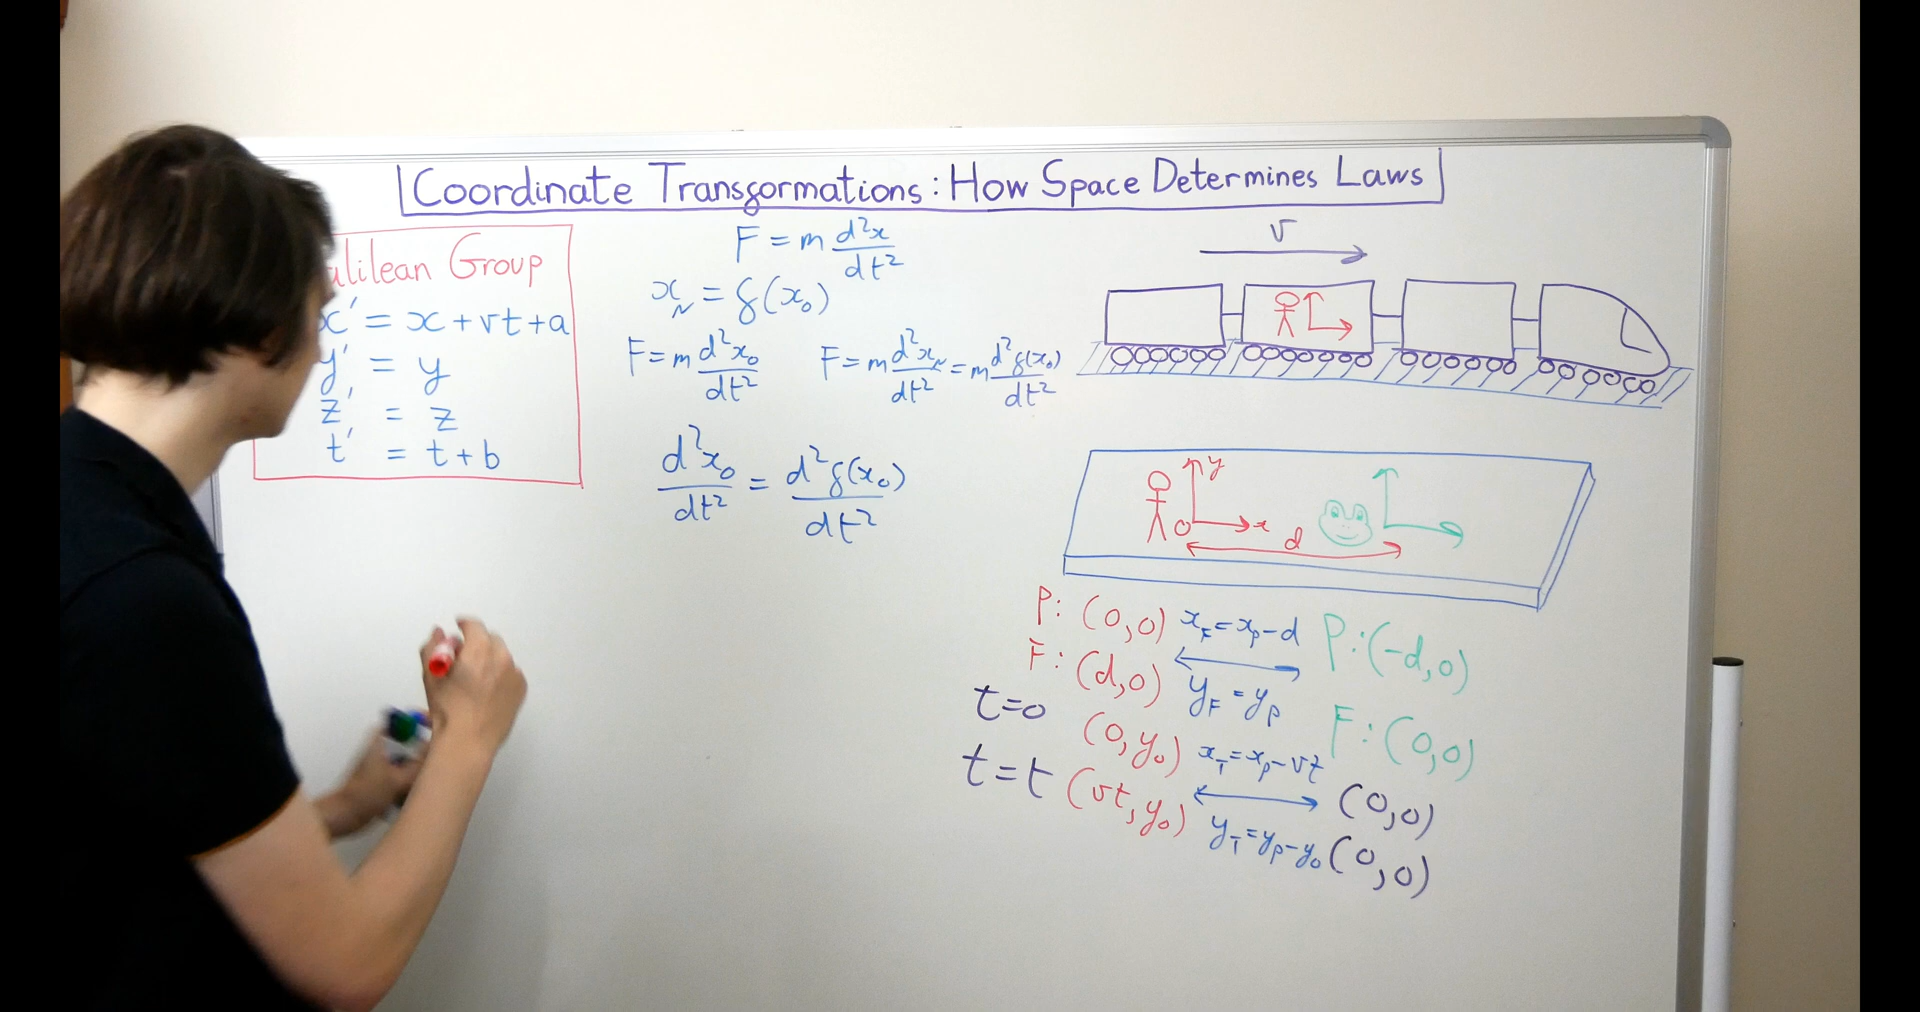 Coordinate Transformations: How Space Determines Laws
alilean Group
x' = x + vt + a
y' = y
z' = z
t' = t + b
F = m d²x/dt²
x_N = f(x₀)
F = m d²x₀/dt²
F = m d²x_N/dt² = m d²f(x₀)/dt²
d²x₀/dt² = d²f(x₀)/dt²
v
y
x
O
d
P: (0,0) x_F = x_P - d P: (-d,0)
F: (d,0) y_F = y_P F: (0,0)
t=0 (0,y₀) x_T = x_P - vt (0,0)
t=t (vt,y₀) y_T = y_P - y₀ (0,0)